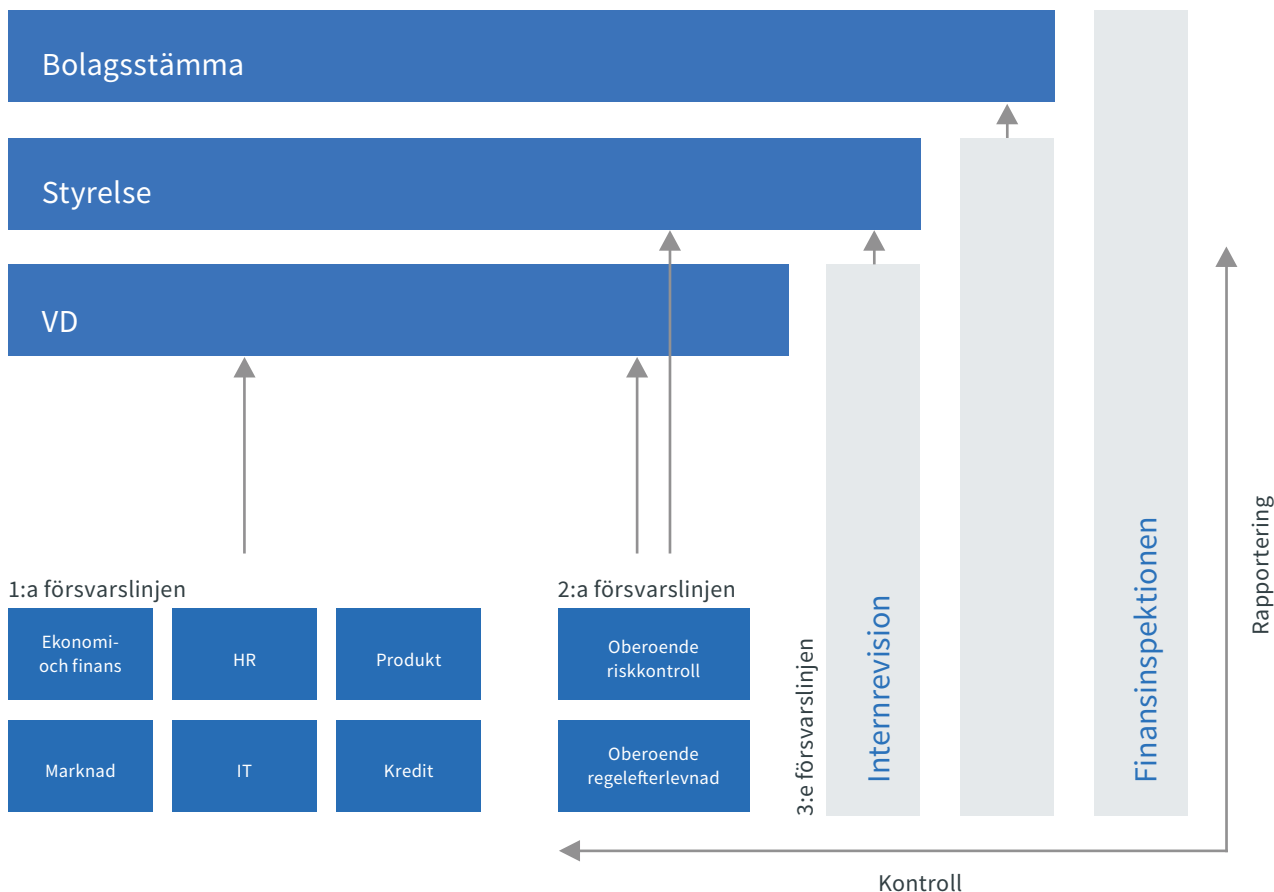 Bolagsstämma
Styrelse
VD
1:a försvarslinjen
Ekonomi-
och finans
HR
Produkt
Marknad
IT
Kredit
2:a försvarslinjen
Oberoende
riskkontroll
Oberoende
regelefterlevnad
3:e försvarslinjen
Internrevision
Finansinspektionen
Rapportering
Kontroll